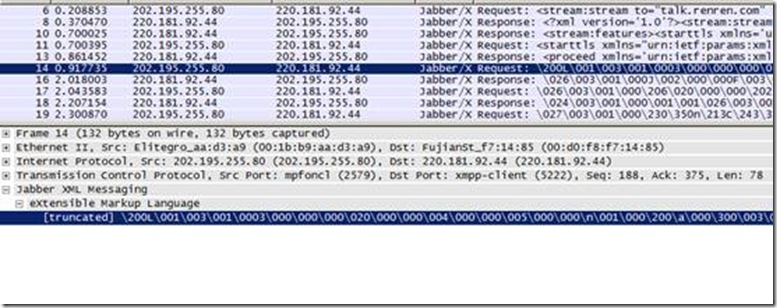 6 0.208853 202.195.255.80 220.181.92.44 Jabber/X Request: <stream:stream to="talk.renren.com"
8 0.370470 220.181.92.44 202.195.255.80 Jabber/X Response: <?xml version='1.0'?><stream:stream
10 0.700025 220.181.92.44 202.195.255.80 Jabber/X Response: <stream:features><starttls xmlns='u
11 0.700395 202.195.255.80 220.181.92.44 Jabber/X Request: <starttls xmlns="urn:ietf:params:xml
13 0.861452 220.181.92.44 202.195.255.80 Jabber/X Response: <proceed xmlns='urn:ietf:params:xml
14 0.917735 202.195.255.80 220.181.92.44 Jabber/X Request: \200L\001\003\001\0003\000\000\000\0
16 2.018003 220.181.92.44 202.195.255.80 Jabber/X Response: \026\003\001\000J\002\000\000F\003\
17 2.043583 202.195.255.80 220.181.92.44 Jabber/X Request: \026\003\001\000\206\020\000\000\202
18 2.207154 220.181.92.44 202.195.255.80 Jabber/X Response: \024\003\001\000\001\001\026\003\00
19 2.300870 202.195.255.80 220.181.92.44 Jabber/X Request: \027\003\001\000\230\350n\213C\243\3
Frame 14 (132 bytes on wire, 132 bytes captured)
Ethernet II, Src: Elitegro_aa:d3:a9 (00:1b:b9:aa:d3:a9), Dst: FujianSt_f7:14:85 (00:d0:f8:f7:14:85)
Internet Protocol, Src: 202.195.255.80 (202.195.255.80), Dst: 220.181.92.44 (220.181.92.44)
Transmission Control Protocol, Src Port: mpfoncl (2579), Dst Port: xmpp-client (5222), Seq: 188, Ack: 375, Len: 78
Jabber XML Messaging
eXtensible Markup Language
[truncated] \200L\001\003\001\0003\000\000\000\020\000\000\004\000\000\005\000\000\n\001\000\200\a\000\300\003\0